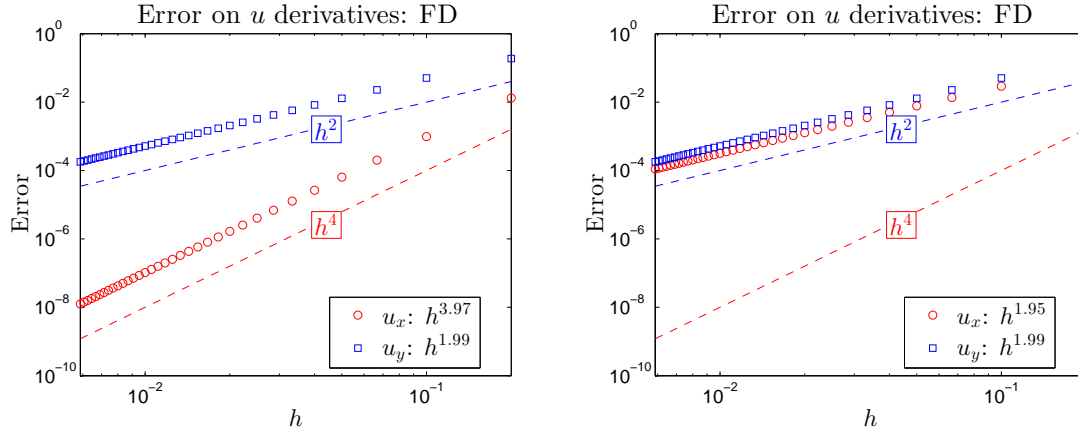 Error on u derivatives: FD
10^0
10^{-2}
10^{-4}
10^{-6}
10^{-8}
10^{-10}
Error
h^2
h^4
u_x: h^{3.97}
u_y: h^{1.99}
10^{-2}
10^{-1}
h
Error on u derivatives: FD
10^0
10^{-2}
10^{-4}
10^{-6}
10^{-8}
10^{-10}
Error
h^2
h^4
u_x: h^{1.95}
u_y: h^{1.99}
10^{-2}
10^{-1}
h